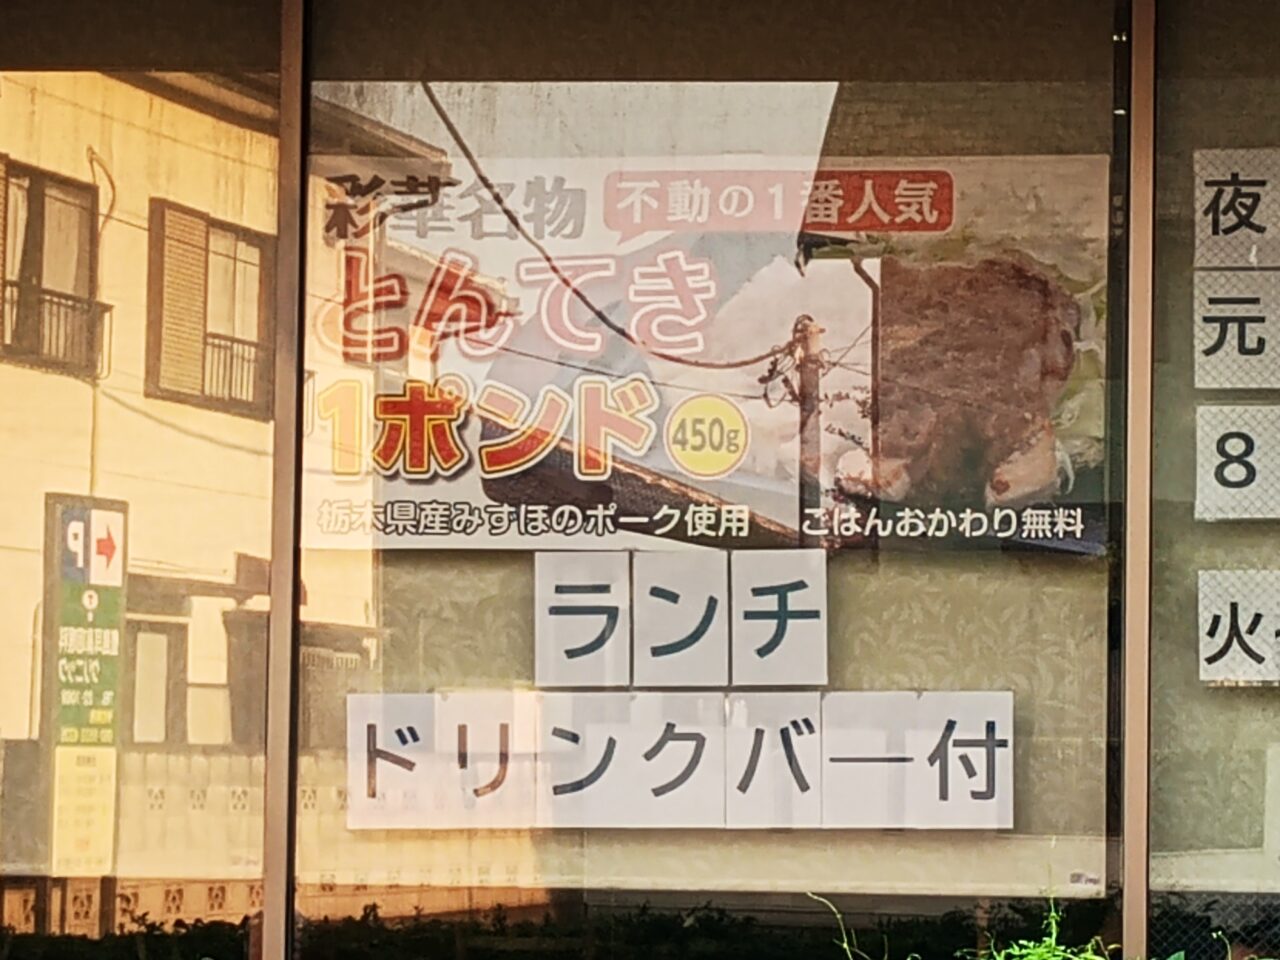 彩華名物
不動の1番人気
とんてき
1ポンド
450g
栃木県産みずほのポーク使用
ごはんおかわり無料
ランチ
ドリンクバー付
夜
元
8
火
P